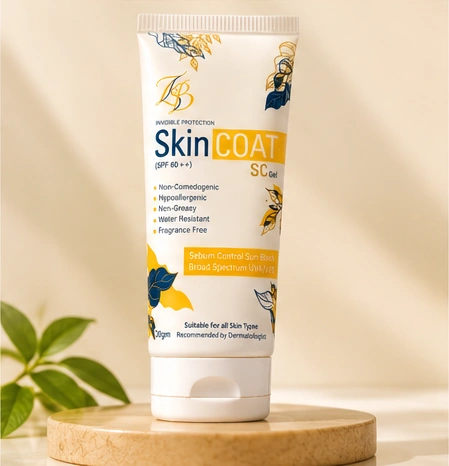 INVISIBLE PROTECTION
Skin COAT
(SPF 60 ++)
SC Gel
Non-Comedogenic
Hypoallergenic
Non-Greasy
Water Resistant
Fragrance Free
Sebum Control Sun Block
Broad Spectrum
Suitable for all Skin Type
Recommended by Dermatologists